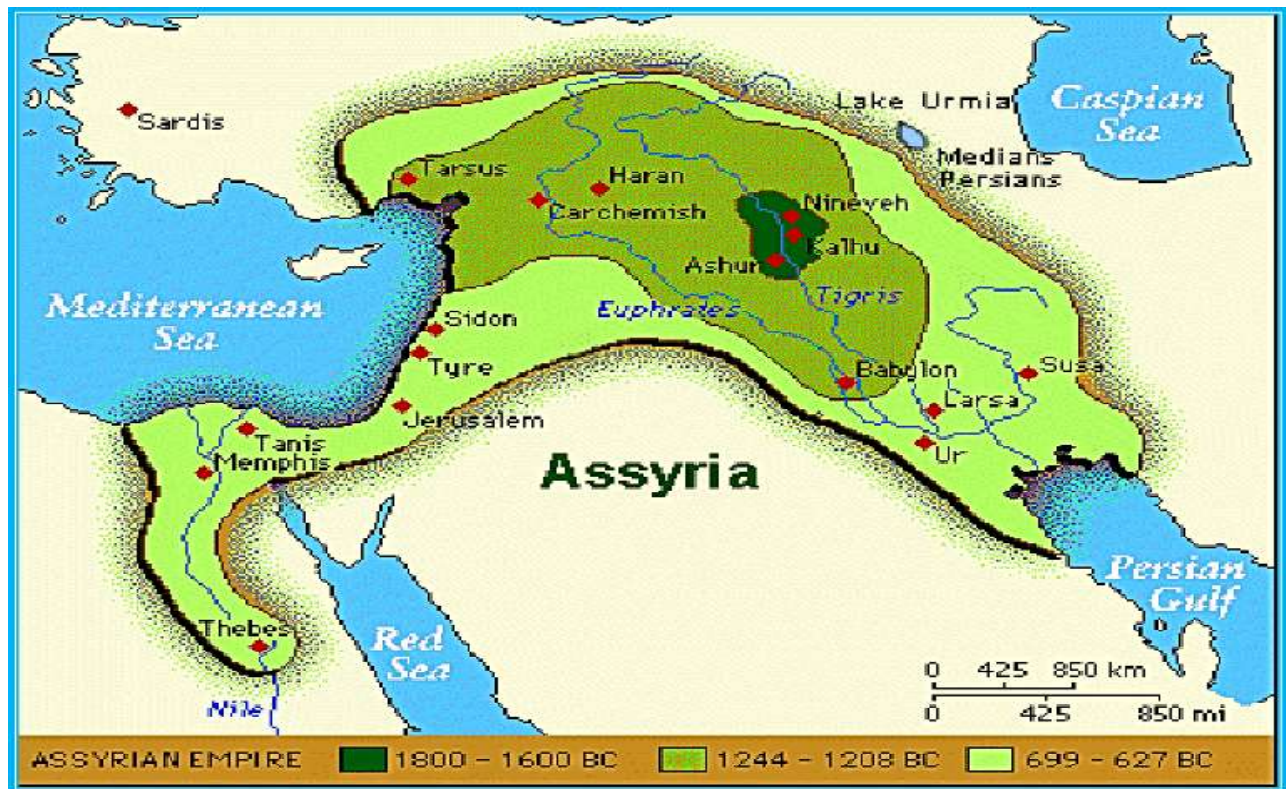 Lake Urmia
Caspian
Sea
Sardis
Medians
Persians
Tarsus
Haran
Carchemish
Nineveh
Kalhu
Ashur
Tigris
Euphrates
Mediterranean
Sea
Sidon
Tyre
Babylon
Susa
Larsa
Jerusalem
Tanis
Memphis
Ur
Assyria
Persian
Gulf
Thebes
Red
Sea
Nile
0 425 850 km
0 425 850 mi
ASSYRIAN EMPIRE 1800 - 1600 BC 1244 - 1208 BC 699 - 627 BC